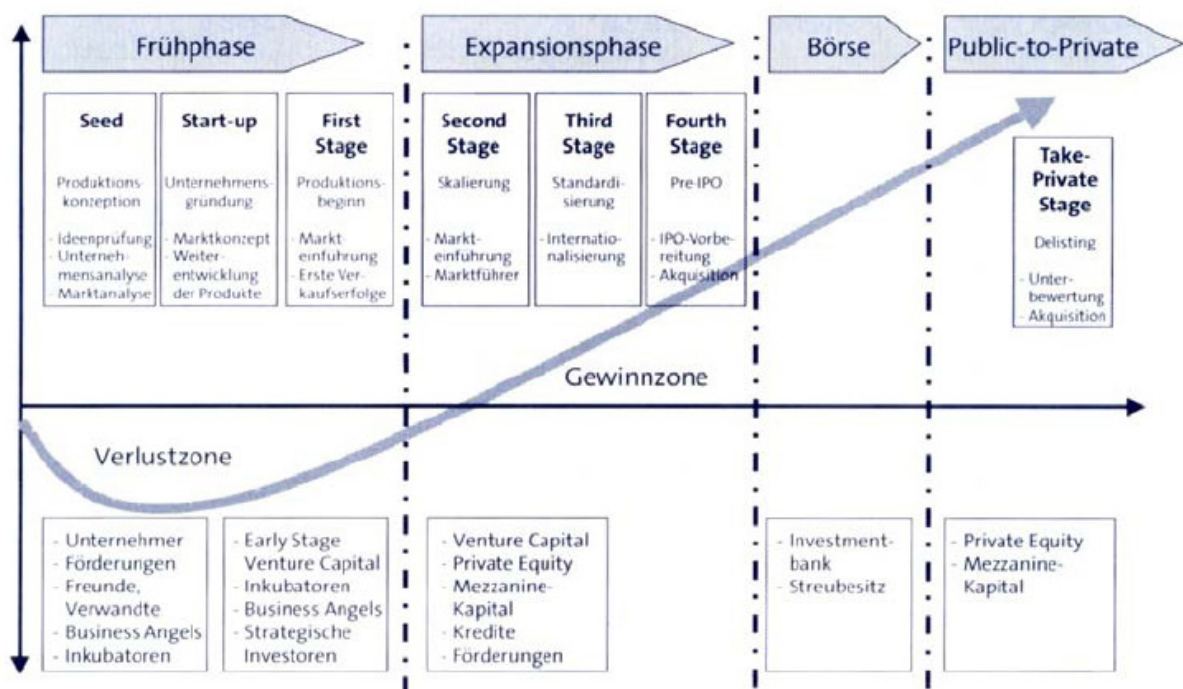 Frühphase
Expansionsphase
Börse
Public-to-Private
Seed
Produktions-
konzeption
- Ideenprüfung
- Unterneh-
mensanalyse
- Marktanalyse
Start-up
Unternehmens-
gründung
- Marktkonzept
- Weiter-
entwicklung
der Produkte
First
Stage
Produktions-
beginn
- Markt-
einführung
- Erste Ver-
kaufserfolge
Second
Stage
Skalierung
- Markt-
einführung
- Marktführer
Third
Stage
Standardi-
sierung
- Internatio-
nalisierung
Fourth
Stage
Pre-IPO
- IPO-Vorbe-
reitung
- Akquisition
Take-
Private
Stage
Delisting
- Unter-
bewertung
- Akquisition
Gewinnzone
Verlustzone
- Unternehmer
- Förderungen
- Freunde,
Verwandte
- Business Angels
- Inkubatoren
- Early Stage
Venture Capital
- Inkubatoren
- Business Angels
- Strategische
Investoren
- Venture Capital
- Private Equity
- Mezzanine-
Kapital
- Kredite
- Förderungen
- Investment-
bank
- Streubesitz
- Private Equity
- Mezzanine-
Kapital